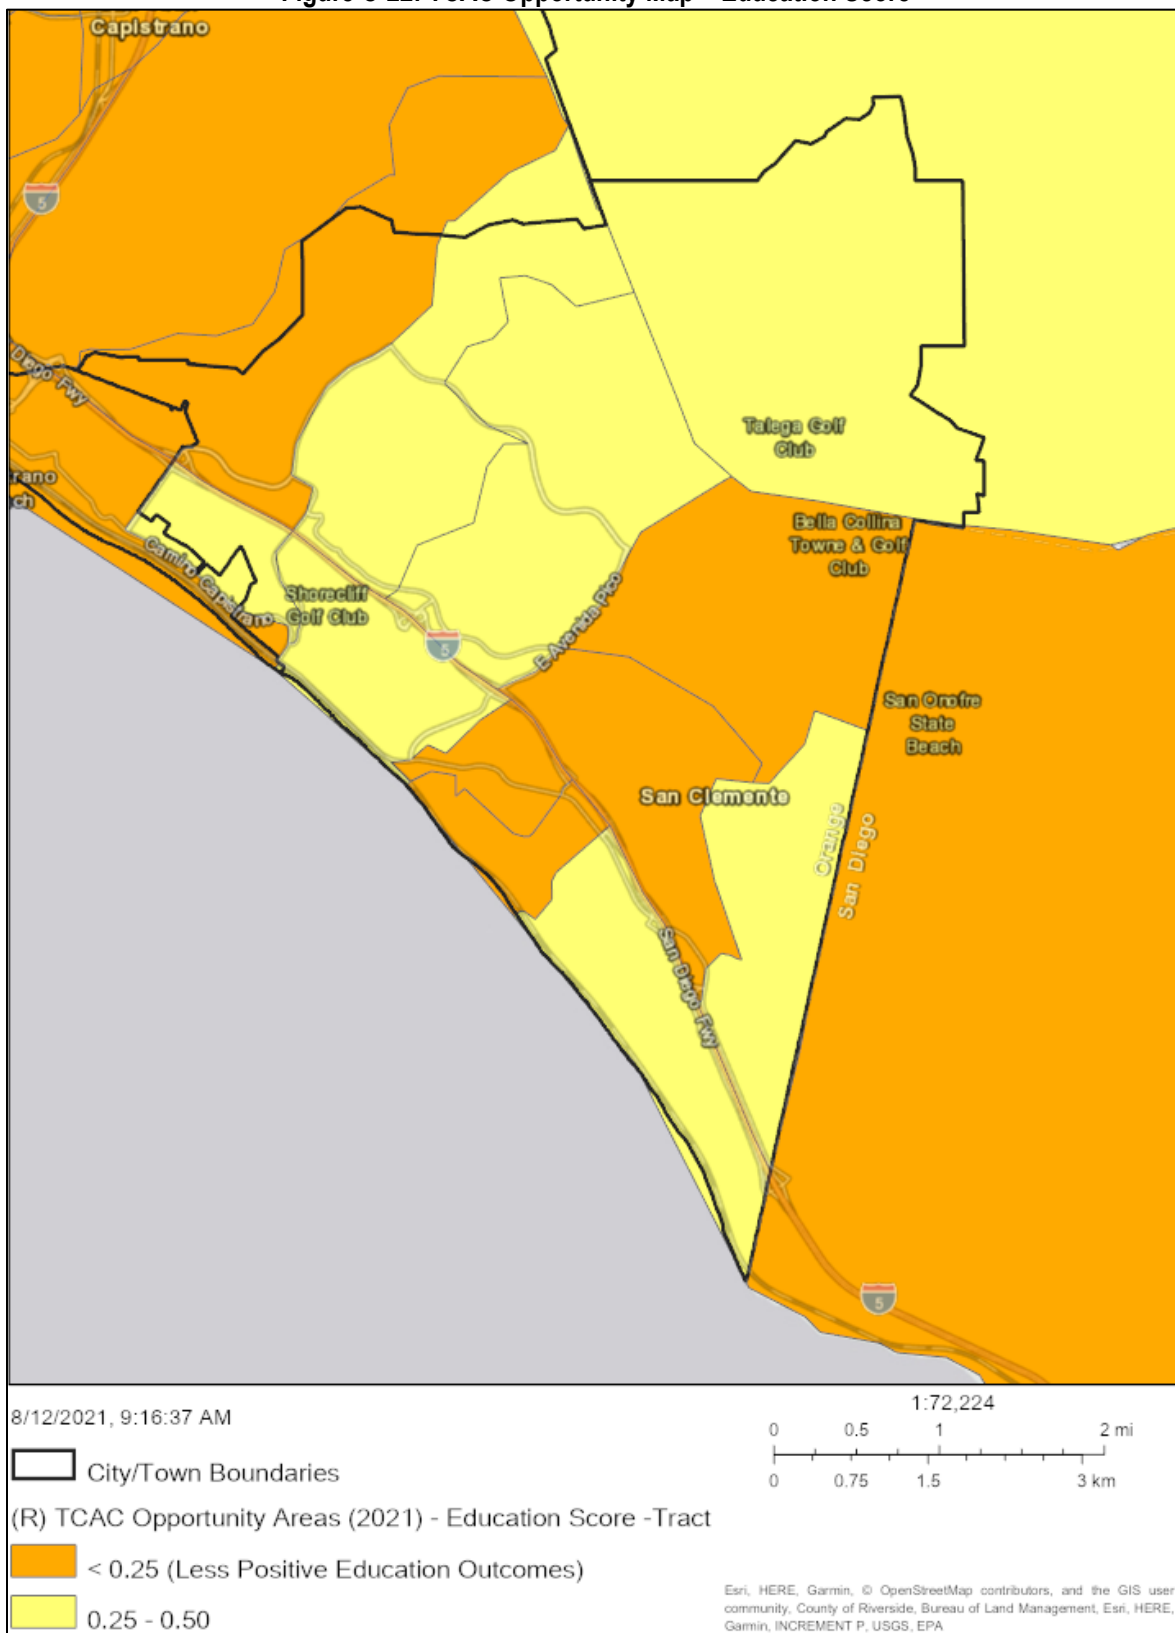 Capistrano
5
Diego Fwy
Talega Golf
Club
rano
ch
Bella Collina
Towne & Golf
Club
Camino Capistrano
Shorecliff
Golf Club
E Avenida Pico
5
San Onofre
State
Beach
San Clemente
Orange
San Diego
San Diego Fwy
5
8/12/2021, 9:16:37 AM
1:72,224
0 0.5 1 2 mi
0 0.75 1.5 3 km
City/Town Boundaries
(R) TCAC Opportunity Areas (2021) - Education Score -Tract
< 0.25 (Less Positive Education Outcomes)
0.25 - 0.50
Esri, HERE, Garmin, © OpenStreetMap contributors, and the GIS user
community, County of Riverside, Bureau of Land Management, Esri, HERE,
Garmin, INCREMENT P, USGS, EPA